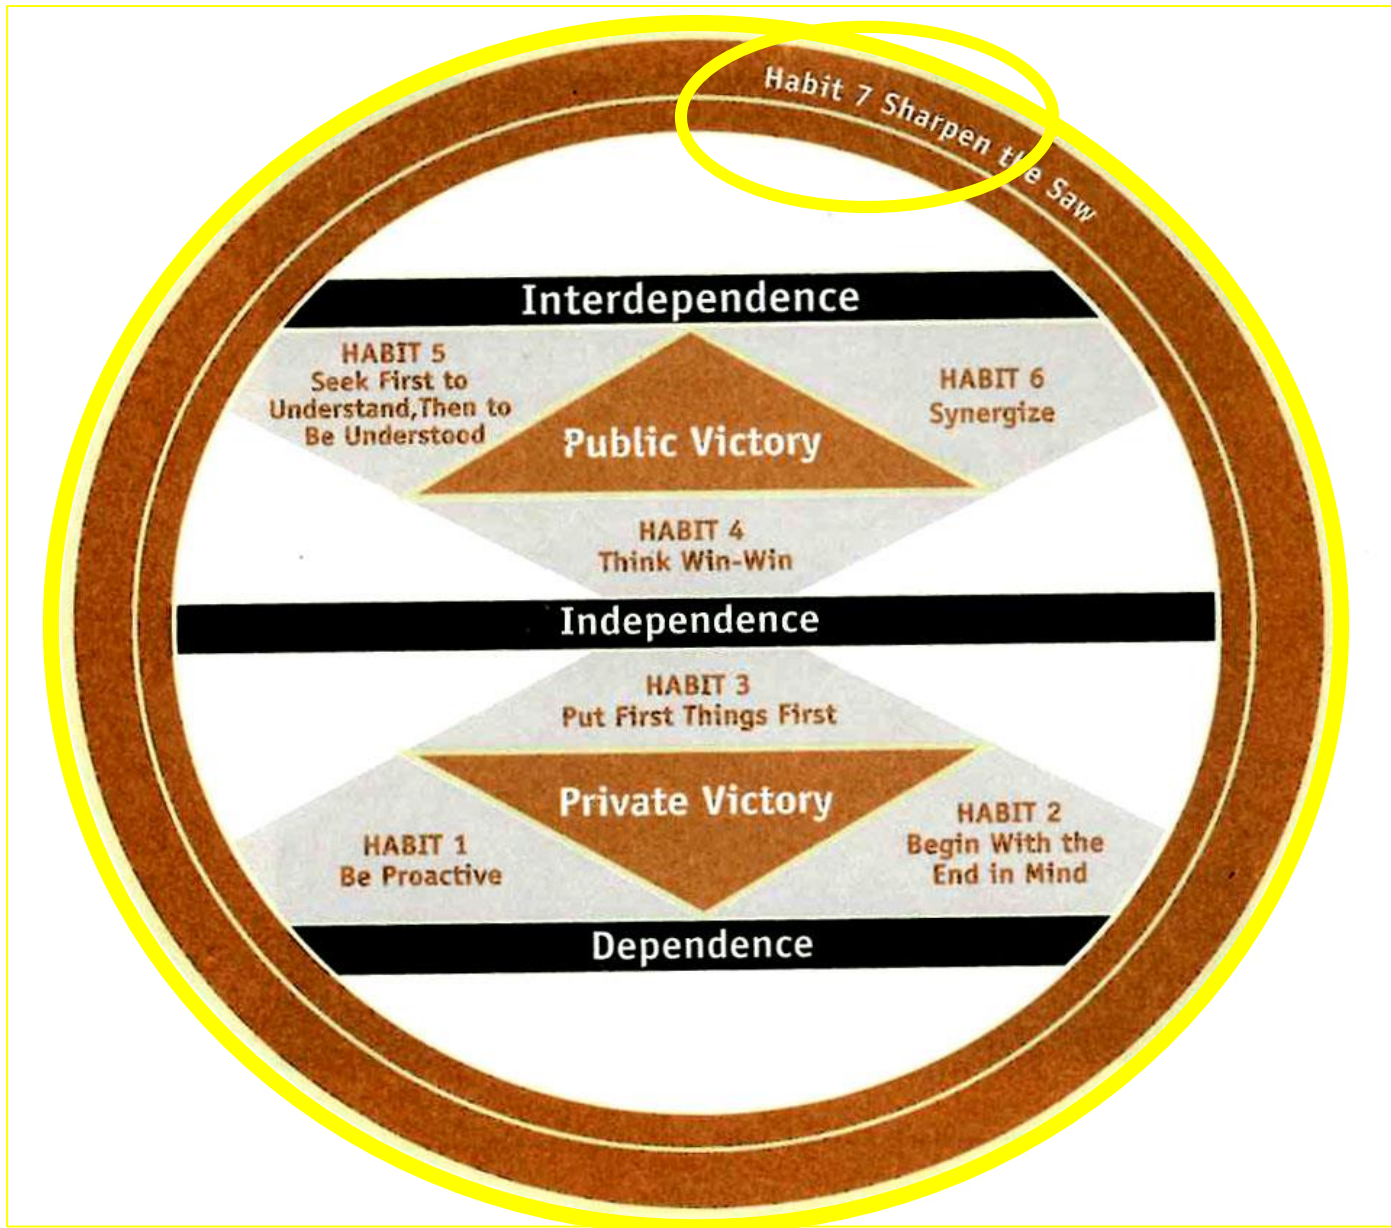 Habit 7 Sharpen the Saw
Interdependence
HABIT 5
Seek First to
Understand,Then to
Be Understood
HABIT 6
Synergize
Public Victory
HABIT 4
Think Win-Win
Independence
HABIT 3
Put First Things First
Private Victory
HABIT 1
Be Proactive
HABIT 2
Begin With the
End in Mind
Dependence